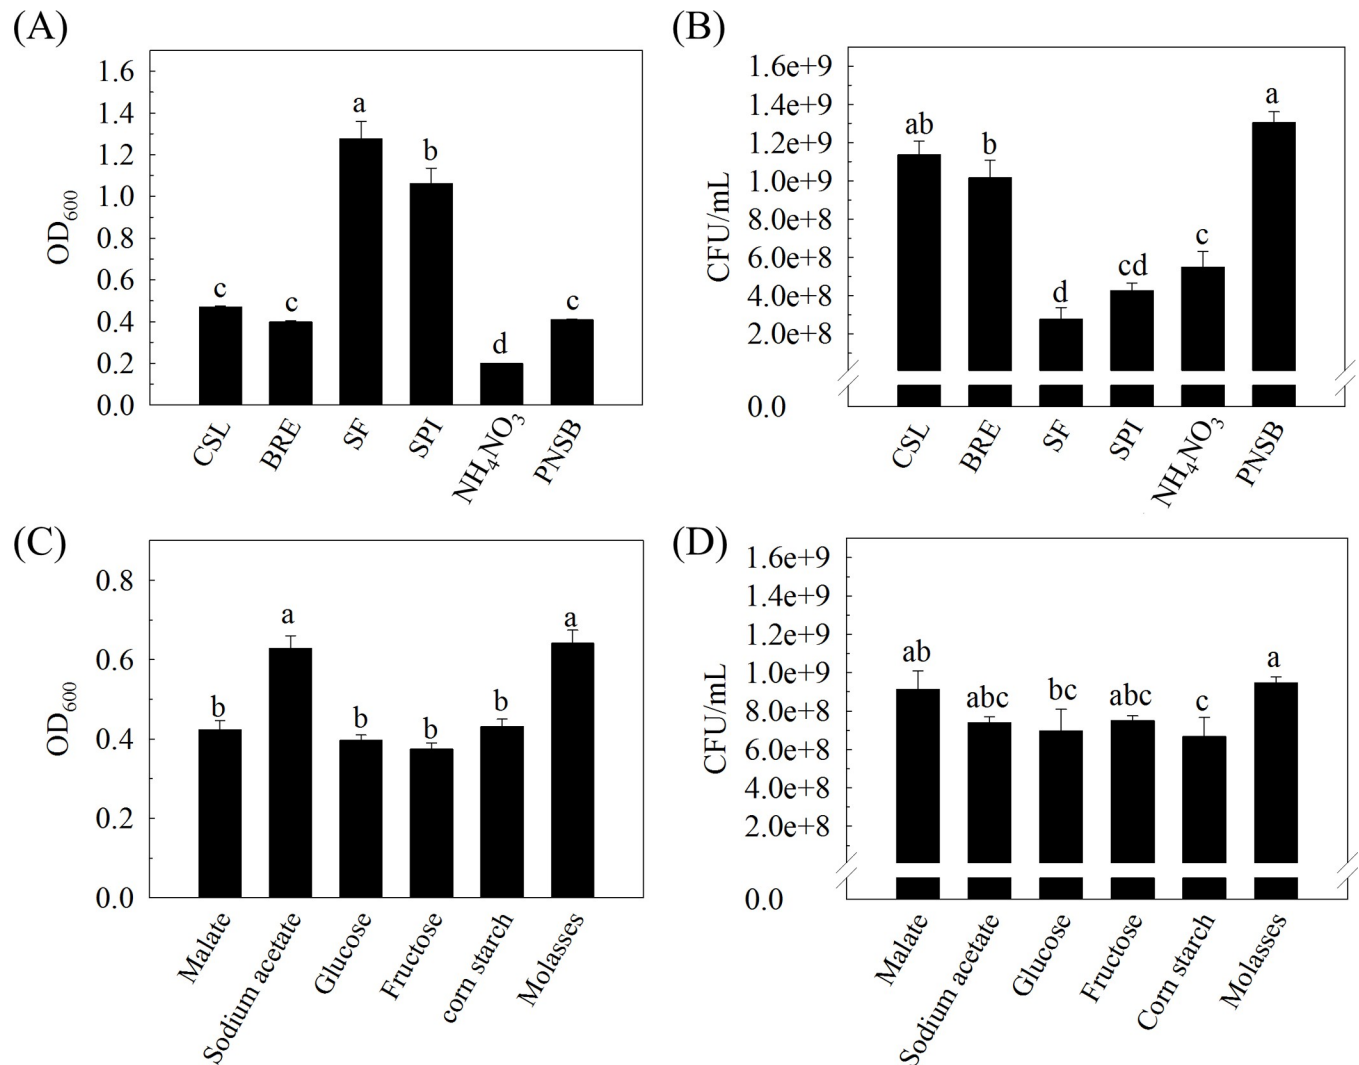 (A)
OD600
1.6
1.4
1.2
1.0
0.8
0.6
0.4
0.2
0.0
c
c
a
b
d
c
CSL
BRE
SF
SPI
NH4NO3
PNSB
(B)
CFU/mL
1.6e+9
1.4e+9
1.2e+9
1.0e+9
8.0e+8
6.0e+8
4.0e+8
2.0e+8
0.0
ab
b
d
cd
c
a
CSL
BRE
SF
SPI
NH4NO3
PNSB
(C)
OD600
0.8
0.6
0.4
0.2
0.0
b
a
b
b
b
a
Malate
Sodium acetate
Glucose
Fructose
corn starch
Molasses
(D)
CFU/mL
1.6e+9
1.4e+9
1.2e+9
1.0e+9
8.0e+8
6.0e+8
4.0e+8
2.0e+8
0.0
ab
abc
bc
abc
c
a
Malate
Sodium acetate
Glucose
Fructose
Corn starch
Molasses